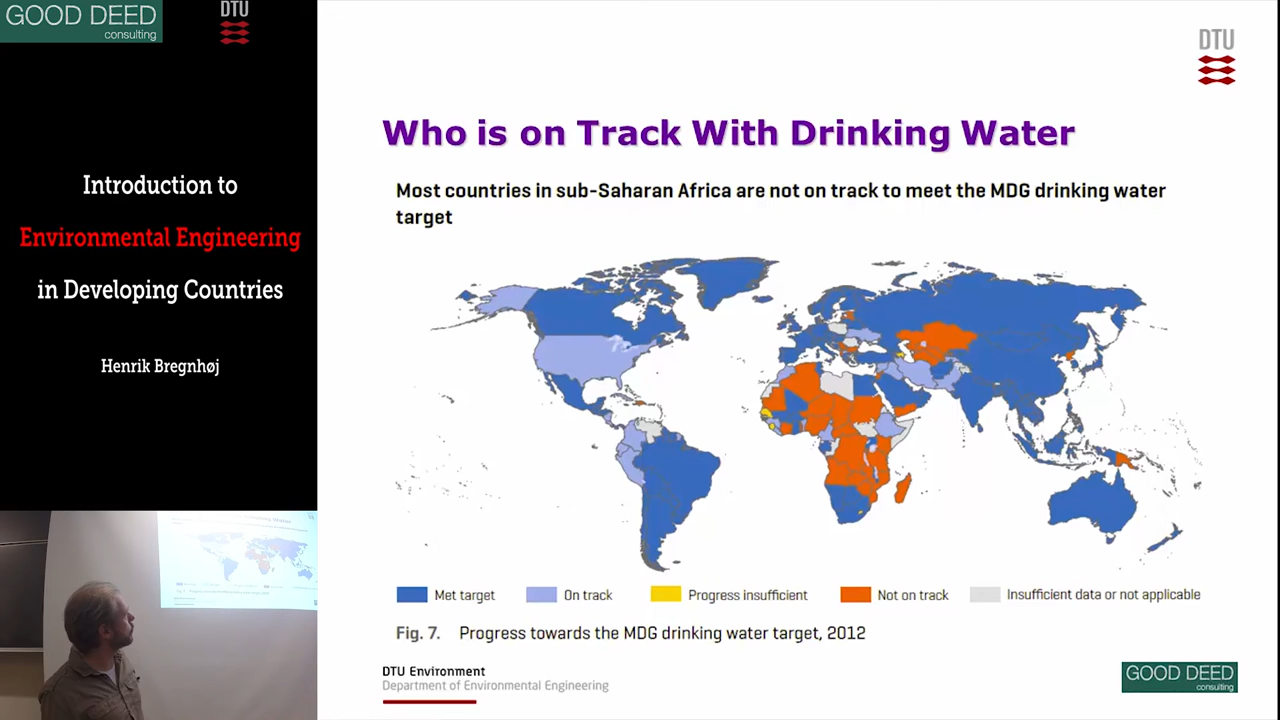 GOOD DEED
consulting
DTU
Introduction to
Environmental Engineering
in Developing Countries
Henrik Bregnhøj
DTU
Who is on Track With Drinking Water
Most countries in sub-Saharan Africa are not on track to meet the MDG drinking water
target
Met target
On track
Progress insufficient
Not on track
Insufficient data or not applicable
Fig. 7. Progress towards the MDG drinking water target, 2012
DTU Environment
Department of Environmental Engineering
GOOD DEED
consulting